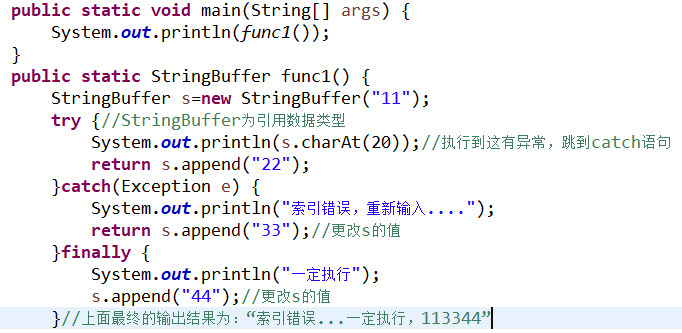 public static void main(String[] args) {
System.out.println(func1());
}
public static StringBuffer func1() {
StringBuffer s=new StringBuffer("11");
try {//StringBuffer为引用数据类型
System.out.println(s.charAt(20));//执行到这有异常，跳到catch语句
return s.append("22");
}catch(Exception e) {
System.out.println("索引错误，重新输入....");
return s.append("33");//更改s的值
}finally {
System.out.println("一定执行");
s.append("44");//更改s的值
}//上面最终的输出结果为：“索引错误...一定执行，113344”